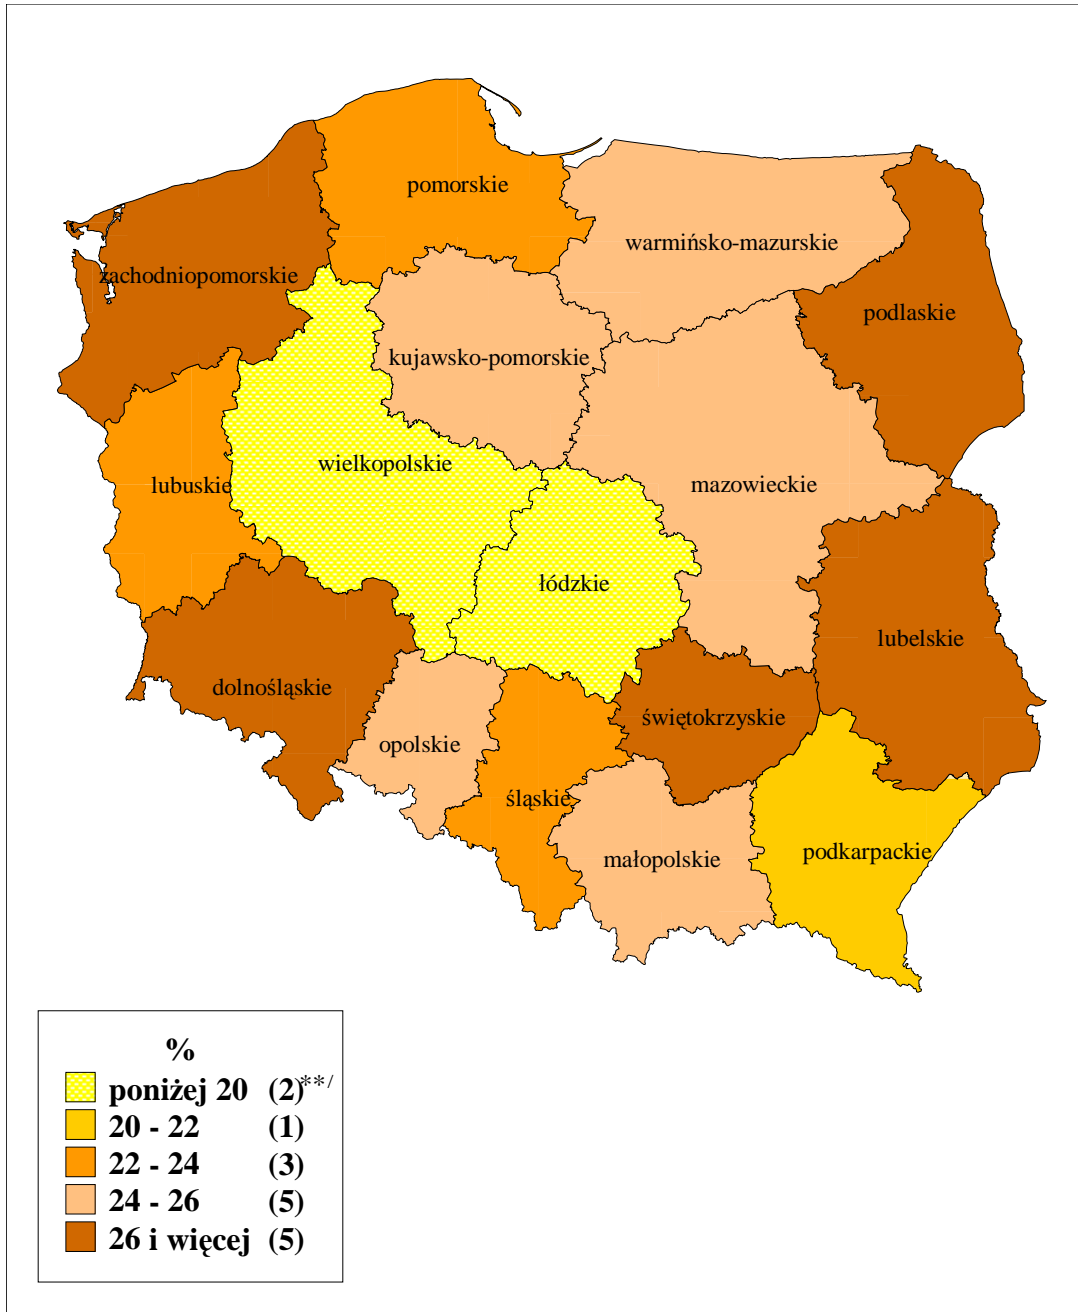 pomorskie
warmińsko-mazurskie
zachodniopomorskie
podlaskie
kujawsko-pomorskie
wielkopolskie
lubuskie
mazowieckie
łódzkie
lubelskie
dolnośląskie
świętokrzyskie
opolskie
śląskie
małopolskie
podkarpackie
%
poniżej 20 (2)**/
20 - 22 (1)
22 - 24 (3)
24 - 26 (5)
26 i więcej (5)